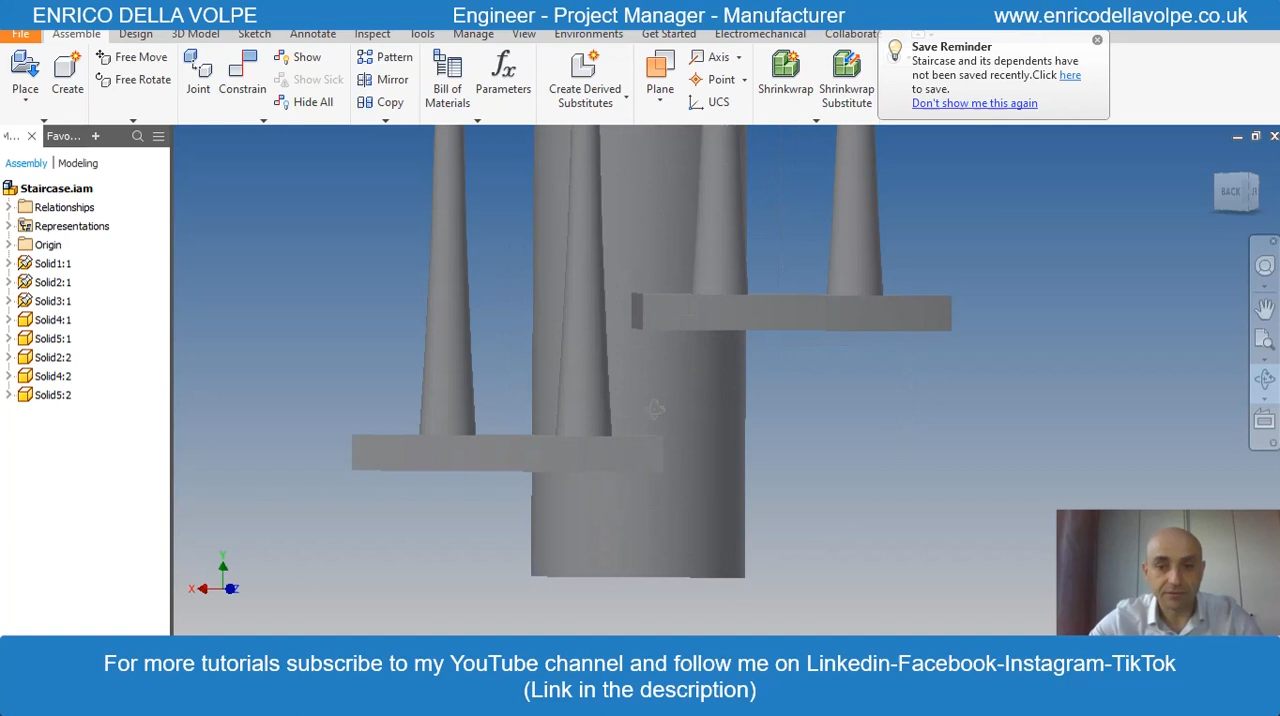 ENRICO DELLA VOLPE Engineer - Project Manager - Manufacturer www.enricodellavolpe.co.uk
File Assemble Design 3D Model Sketch Annotate Inspect Tools Manage View Environments Get Started Electromechanical Collaborat
Save Reminder
Staircase and its dependents have
not been saved recently.Click here
to save.
Don't show me this again
Place
Create
Free Move
Free Rotate
Joint
Constrain
Show
Show Sick
Hide All
Pattern
Mirror
Copy
Bill of
Materials
Parameters
Create Derived
Substitutes
Plane
Axis
Point
UCS
Shrinkwrap
Shrinkwrap
Substitute
M... Favo...
Assembly Modeling
Staircase.iam
Relationships
Representations
Origin
Solid1:1
Solid2:1
Solid3:1
Solid4:1
Solid5:1
Solid2:2
Solid4:2
Solid5:2
BACK
Y
X
Z
For more tutorials subscribe to my YouTube channel and follow me on Linkedin-Facebook-Instagram-TikTok
(Link in the description)